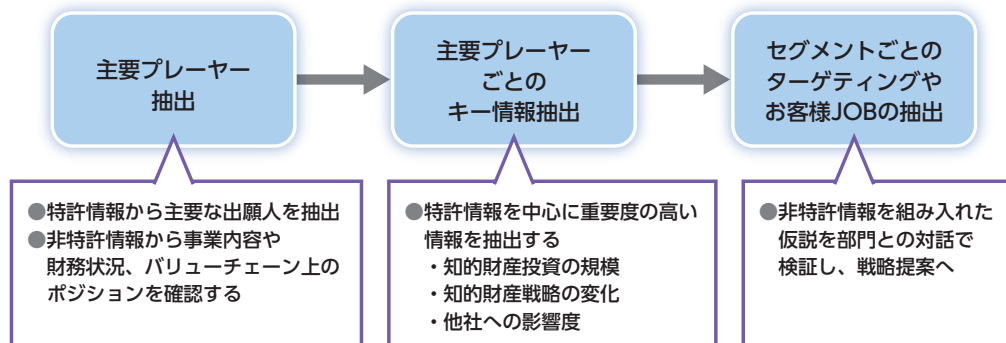 主要プレーヤー
抽出
主要プレーヤー
ごとの
キー情報抽出
セグメントごとの
ターゲティングや
お客様JOBの抽出
●特許情報から主要な出願人を抽出
●非特許情報から事業内容や
財務状況、バリューチェーン上の
ポジションを確認する
●特許情報を中心に重要度の高い
情報を抽出する
・知的財産投資の規模
・知的財産戦略の変化
・他社への影響度
●非特許情報を組み入れた
仮説を部門との対話で
検証し、戦略提案へ